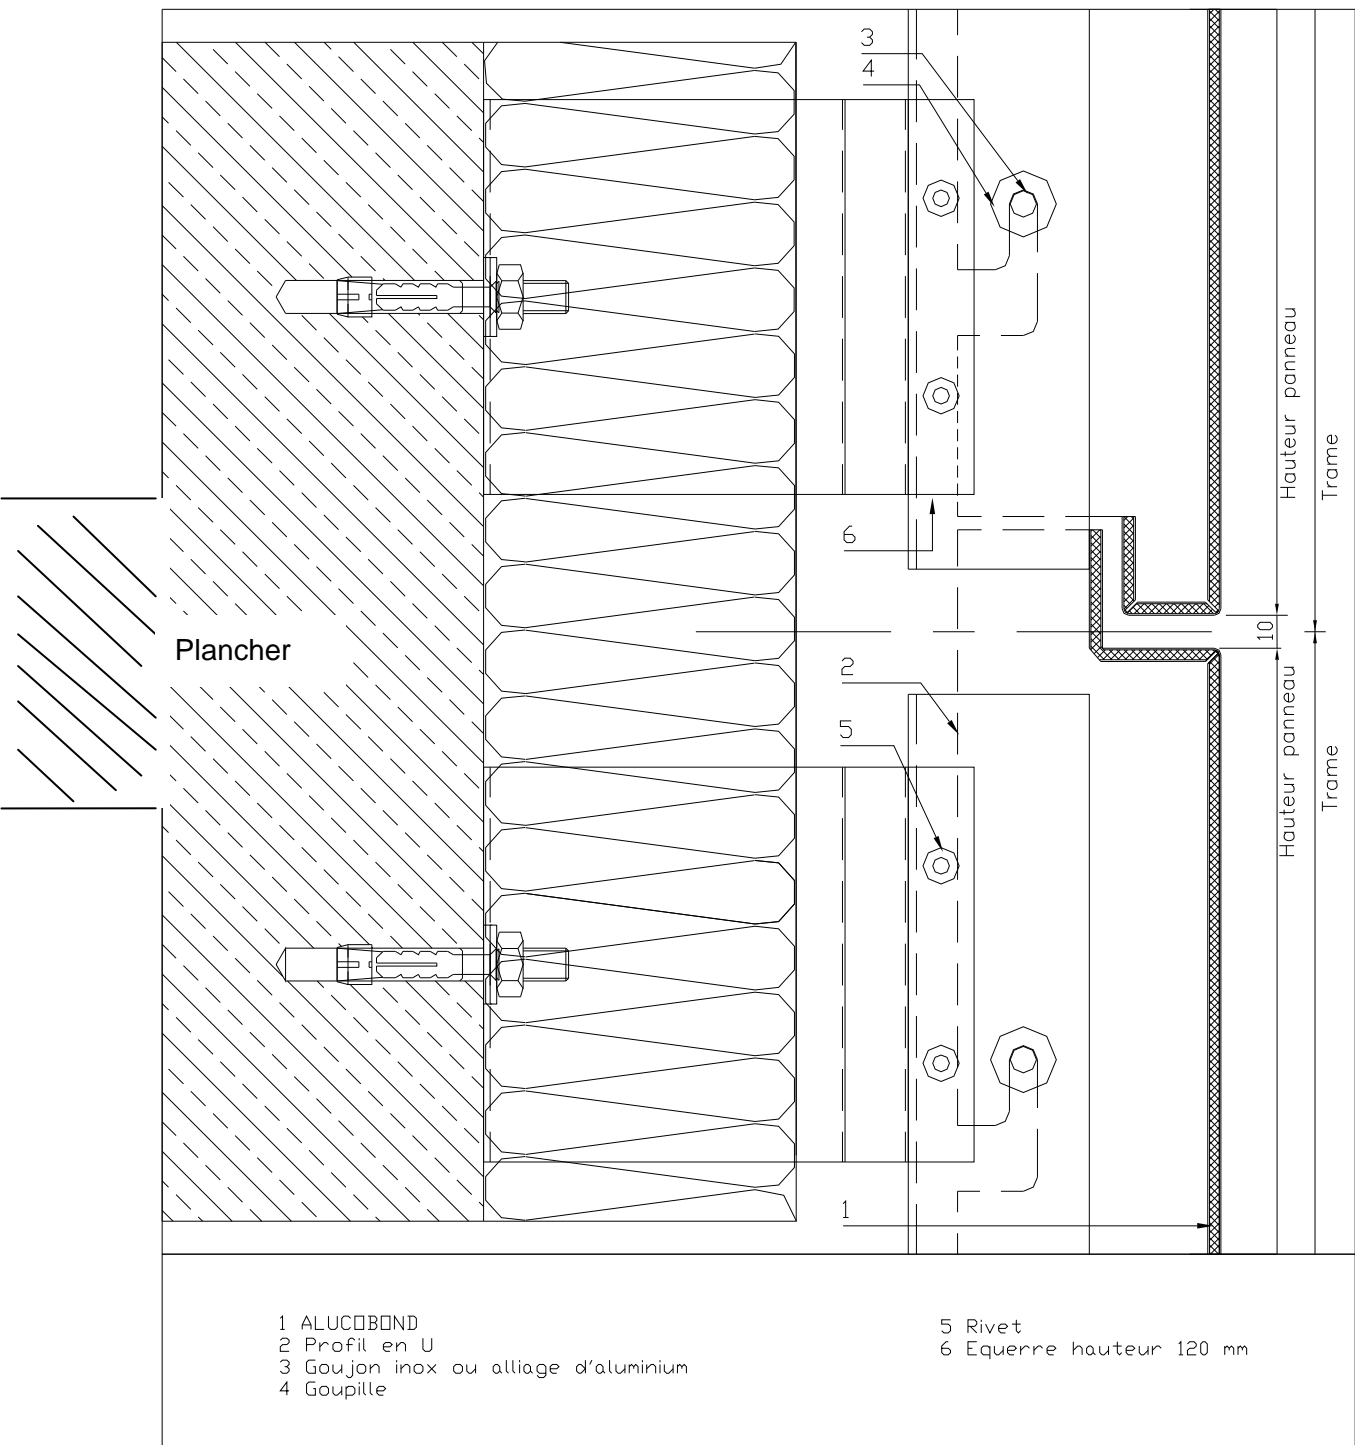 3
4
Hauteur panneau
Trame
6
10
Plancher
2
Hauteur panneau
Trame
5
1
1 ALUCOBOND
2 Profil en U
3 Goujon inox ou alliage d'aluminium
4 Goupille
5 Rivet
6 Equerre hauteur 120 mm